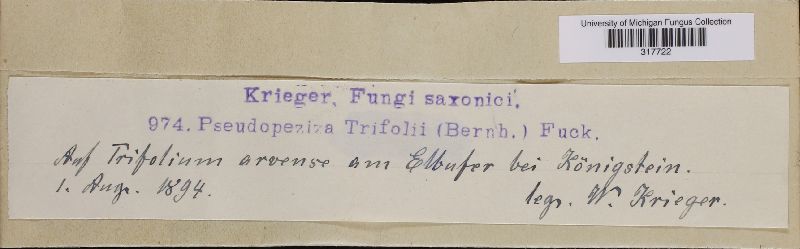 University of Michigan Fungus Collection
317722
Krieger, Fungi saxonici.
974. Pseudopeziza Trifolii (Bernh.) Fuck.
Auf Trifolium arvense am Elbufer bei Königstein.
1. Aug. 1894.
leg. W. Krieger.